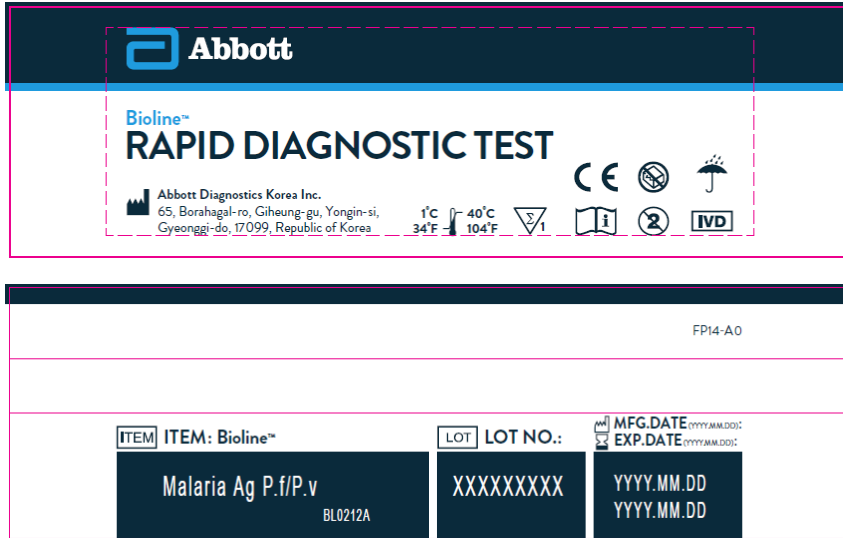 Abbott
Bioline™
RAPID DIAGNOSTIC TEST
Abbott Diagnostics Korea Inc.
65, Borahagal-ro, Giheung-gu, Yongin-si,
Gyeonggi-do, 17099, Republic of Korea
1°C 40°C
34°F 104°F
Σ
1
CE
i
2
IVD
FP14-A0
ITEM ITEM: Bioline™
LOT LOT NO.:
MFG.DATE (YYYY.MM.DD):
EXP.DATE (YYYY.MM.DD):
Malaria Ag P.f/P.v
BL0212A
XXXXXXXXX
YYYY.MM.DD
YYYY.MM.DD